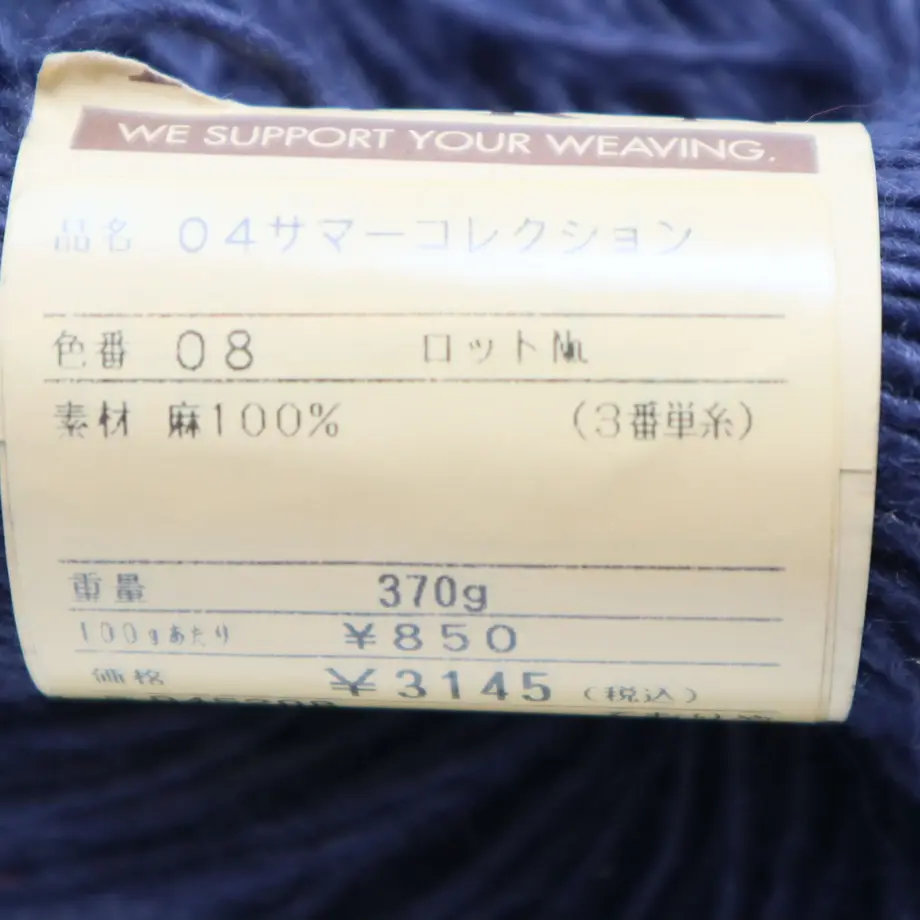 WE SUPPORT YOUR WEAVING.
品名 04サマーコレクション
色番 08 ロット№
素材 麻100% (3番単糸)
重量 370g
100gあたり ¥850
価格 ¥3145(税込)